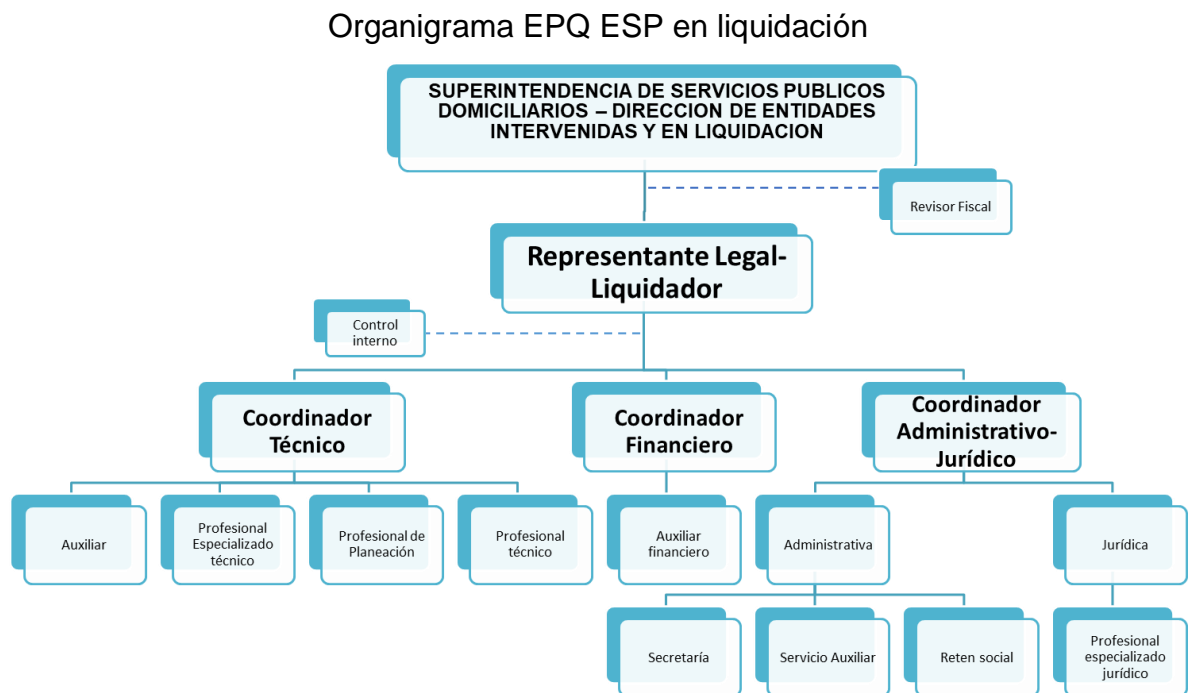 Organigrama EPQ ESP en liquidación
SUPERINTENDENCIA DE SERVICIOS PUBLICOS
DOMICILIARIOS – DIRECCION DE ENTIDADES
INTERVENIDAS Y EN LIQUIDACION
Revisor Fiscal
Representante Legal-
Liquidador
Control
interno
Coordinador
Técnico
Coordinador
Financiero
Coordinador
Administrativo-
Jurídico
Auxiliar
Profesional
Especializado
técnico
Profesional de
Planeación
Profesional
técnico
Auxiliar
financiero
Administrativa
Jurídica
Secretaría
Servicio Auxiliar
Reten social
Profesional
especializado
jurídico